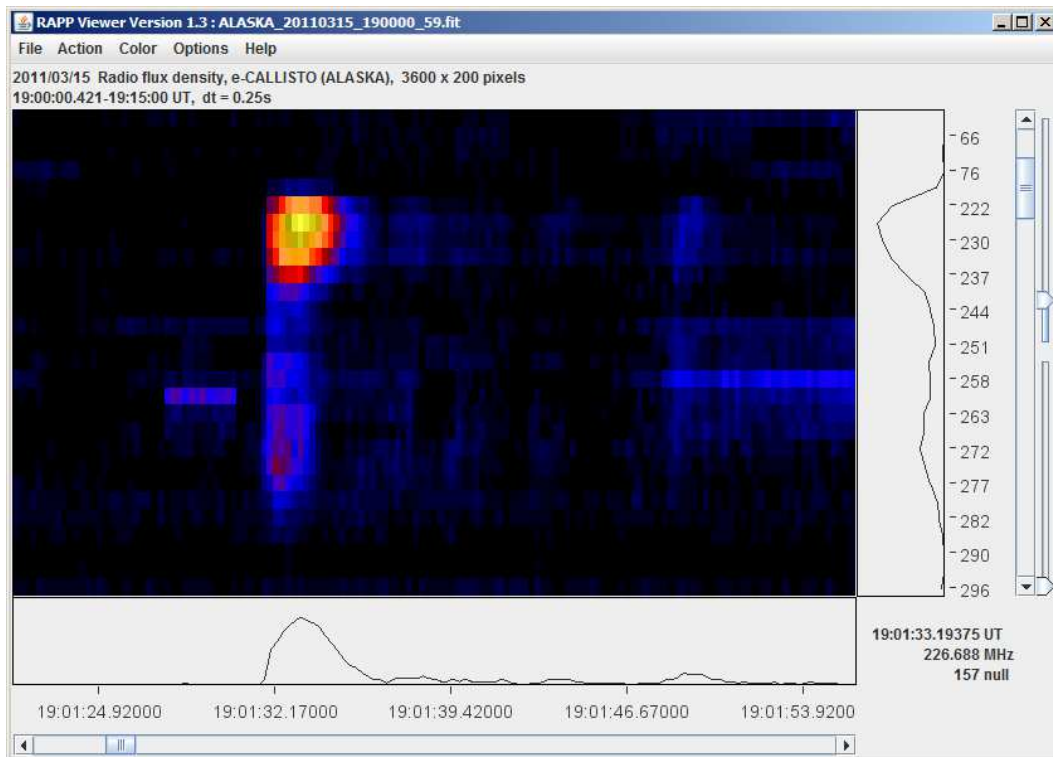 RAPP Viewer Version 1.3 : ALASKA_20110315_190000_59.fit
File Action Color Options Help
2011/03/15 Radio flux density, e-CALLISTO (ALASKA), 3600 x 200 pixels
19:00:00.421-19:15:00 UT, dt = 0.25s
66
76
222
230
237
244
251
258
263
272
277
282
290
296
19:01:33.19375 UT
226.688 MHz
157 null
19:01:24.92000 19:01:32.17000 19:01:39.42000 19:01:46.67000 19:01:53.9200